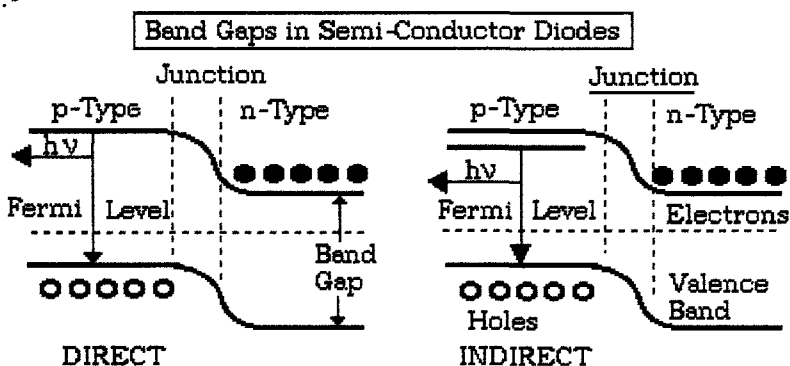 Band Gaps in Semi-Conductor Diodes
Junction
p-Type
n-Type
hν
Fermi Level
Band
Gap
DIRECT
Junction
p-Type
n-Type
hν
Fermi Level
Electrons
Valence
Band
Holes
INDIRECT